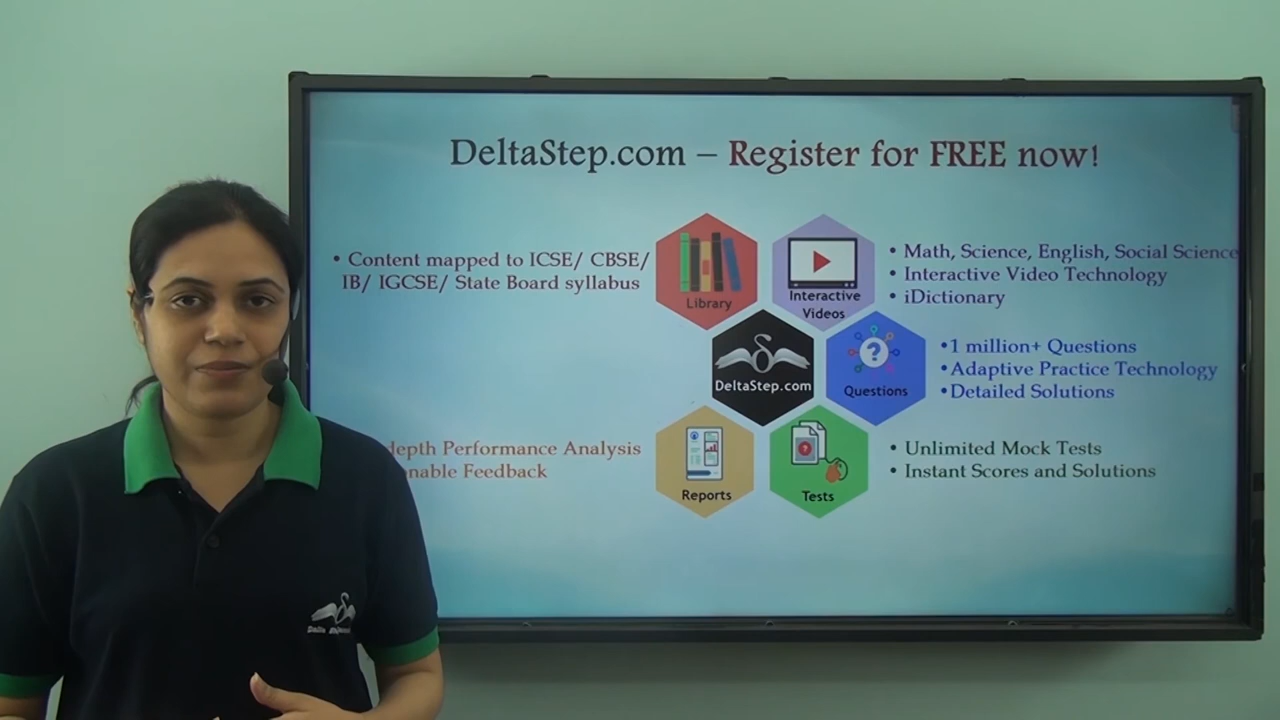 DeltaStep.com – Register for FREE now!
• Content mapped to ICSE/ CBSE/
IB/ IGCSE/ State Board syllabus
Library
Interactive
Videos
• Math, Science, English, Social Science
• Interactive Video Technology
• iDictionary
DeltaStep.com
Questions
•1 million+ Questions
•Adaptive Practice Technology
•Detailed Solutions
depth Performance Analysis
Feedback
Reports
Tests
• Unlimited Mock Tests
• Instant Scores and Solutions
Delta